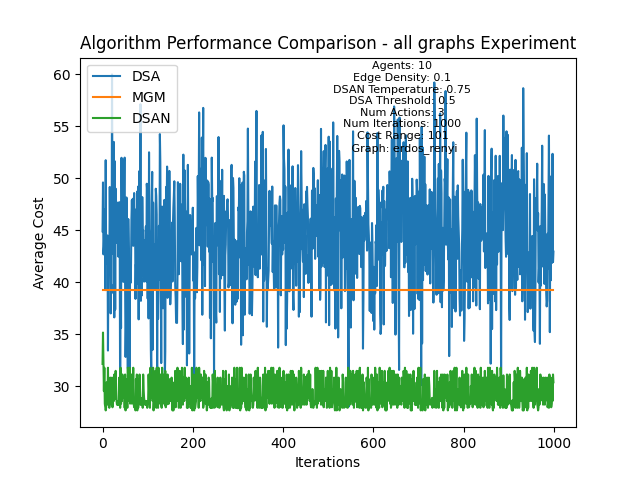 Algorithm Performance Comparison - all graphs Experiment
DSA
MGM
DSAN
Agents: 10
Edge Density: 0.1
DSAN Temperature: 0.75
DSA Threshold: 0.5
Num Actions: 3
Num Iterations: 1000
Cost Range: 101
Graph: erdos_renyi
60
55
50
45
40
35
30
Average Cost
0 200 400 600 800 1000
Iterations